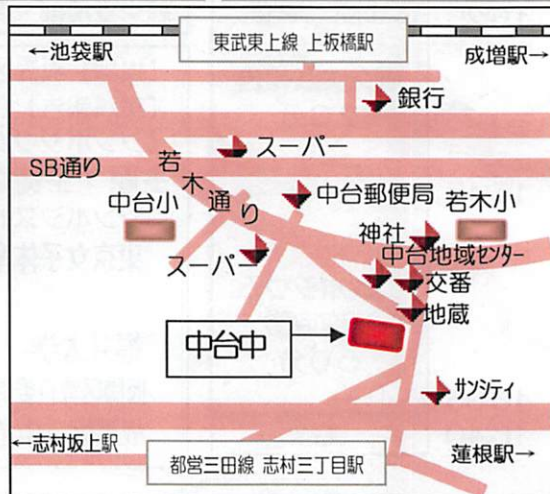 東武東上線 上板橋駅
←池袋駅
成増駅→
銀行
スーパー
SB通り
若木通り
中台郵便局
中台小
若木小
神社
中台地域センター
スーパー
交番
地蔵
中台中
サンシティ
←志村坂上駅
蓮根駅→
都営三田線 志村三丁目駅